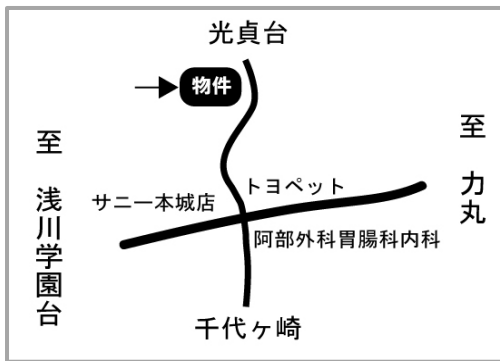 光貞台
物件
至 力丸
至 浅川学園台
トヨペット
サニー本城店
阿部外科胃腸科内科
千代ヶ崎